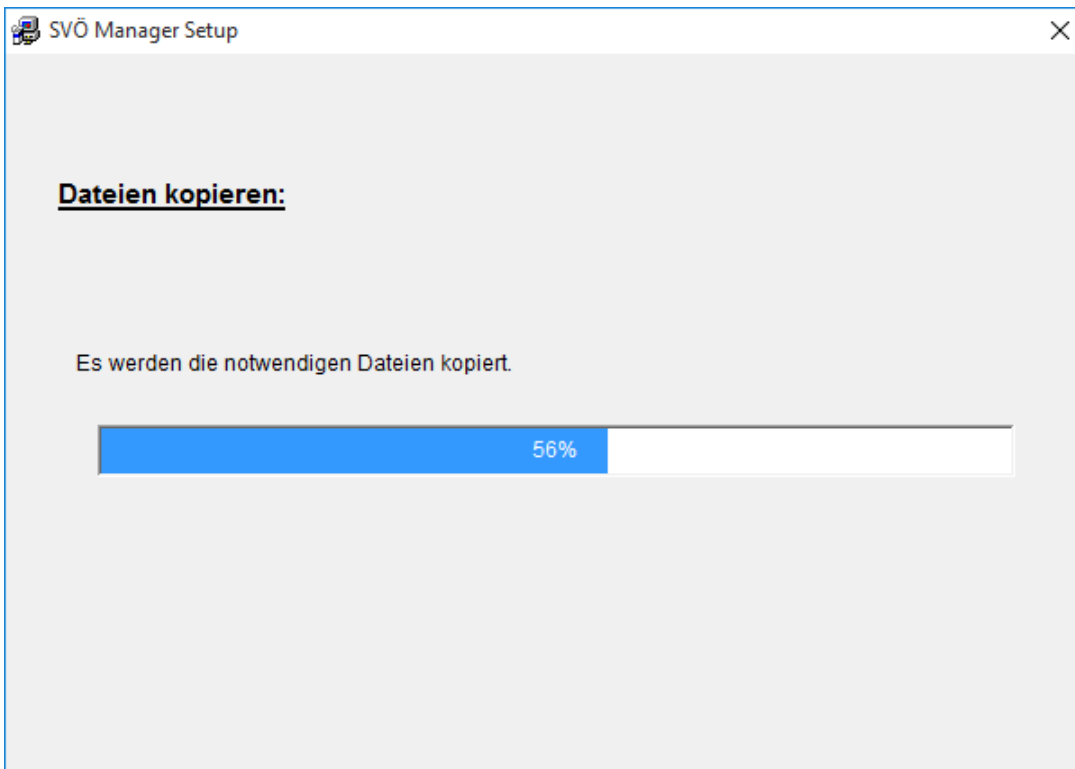 SVÖ Manager Setup
Dateien kopieren:
Es werden die notwendigen Dateien kopiert.
56%